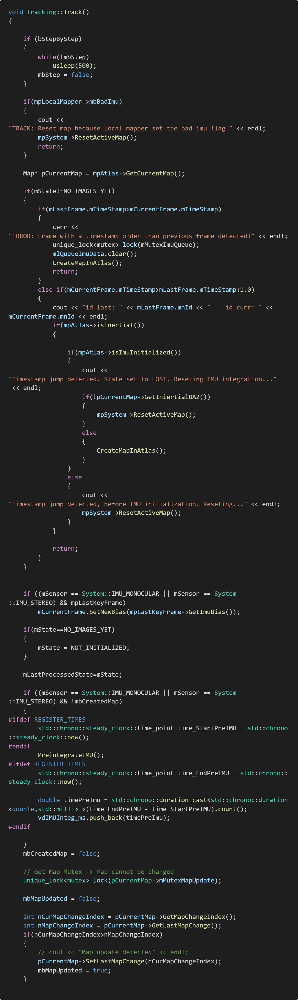 void Tracking::Track()
{
    if (bStepByStep)
    {
        while(!mbStep)
            usleep(500);
        mbStep = false;
    }
    if(mpLocalMapper->mbBadImu)
    {
        cout <<
"TRACK: Reset map because local mapper set the bad imu flag " << endl;
        mpSystem->ResetActiveMap();
        return;
    }
    Map* pCurrentMap = mpAtlas->GetCurrentMap();
    if(mState!=NO_IMAGES_YET)
    {
        if(mLastFrame.mTimeStamp>mCurrentFrame.mTimeStamp)
        {
            cerr <<
"ERROR: Frame with a timestamp older than previous frame detected!" << endl;
            unique_lock<mutex> lock(mMutexImuQueue);
            mlQueueImuData.clear();
            CreateMapInAtlas();
            return;
        }
        else if(mCurrentFrame.mTimeStamp>mLastFrame.mTimeStamp+1.0)
        {
            cout << "id last: " << mLastFrame.mnId << "    id curr: " <<
mCurrentFrame.mnId << endl;
            if(mpAtlas->isInertial())
            {
                if(mpAtlas->isImuInitialized())
                {
                    cout <<
"Timestamp jump detected. State set to LOST. Reseting IMU integration..."
 << endl;
                    if(!pCurrentMap->GetIniertialBA2())
                    {
                        mpSystem->ResetActiveMap();
                    }
                    else
                    {
                        CreateMapInAtlas();
                    }
                }
                else
                {
                    cout <<
"Timestamp jump detected, before IMU initialization. Reseting..." << endl;
                    mpSystem->ResetActiveMap();
                }
            }
            return;
        }
    }
    if ((mSensor == System::IMU_MONOCULAR || mSensor == System
::IMU_STEREO) && mpLastKeyFrame)
        mCurrentFrame.SetNewBias(mpLastKeyFrame->GetImuBias());
    if(mState==NO_IMAGES_YET)
    {
        mState = NOT_INITIALIZED;
    }
    mLastProcessedState=mState;
    if ((mSensor == System::IMU_MONOCULAR || mSensor == System
::IMU_STEREO) && !mbCreatedMap)
    {
#ifdef REGISTER_TIMES
        std::chrono::steady_clock::time_point time_StartPreIMU = std::chrono
::steady_clock::now();
#endif
        PreintegrateIMU();
#ifdef REGISTER_TIMES
        std::chrono::steady_clock::time_point time_EndPreIMU = std::chrono::
steady_clock::now();
        double timePreImu = std::chrono::duration_cast<std::chrono::duration
<double,std::milli> >(time_EndPreIMU - time_StartPreIMU).count();
        vdIMUInteg_ms.push_back(timePreImu);
#endif
    }
    mbCreatedMap = false;
    // Get Map Mutex -> Map cannot be changed
    unique_lock<mutex> lock(pCurrentMap->mMutexMapUpdate);
    mbMapUpdated = false;
    int nCurMapChangeIndex = pCurrentMap->GetMapChangeIndex();
    int nMapChangeIndex = pCurrentMap->GetLastMapChange();
    if(nCurMapChangeIndex>nMapChangeIndex)
    {
        // cout << "Map update detected" << endl;
        pCurrentMap->SetLastMapChange(nCurMapChangeIndex);
        mbMapUpdated = true;
    }